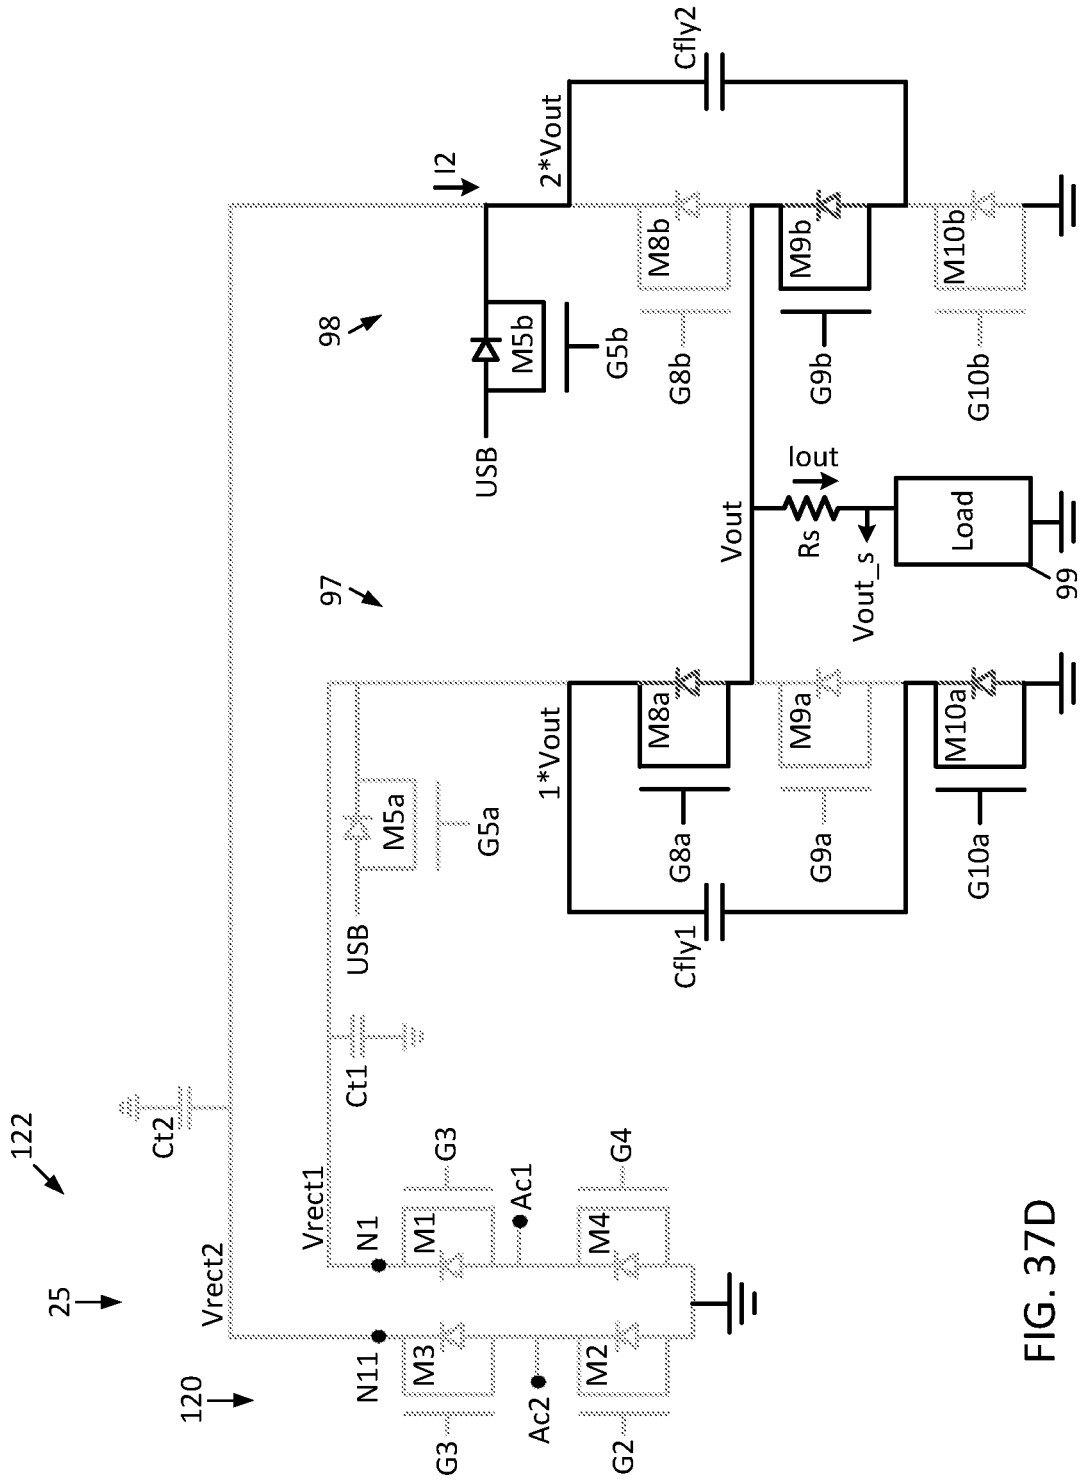 122
25
120
Vrect2
Vrect1
Ct2
Ct1
N11
N1
M3
M1
G3
G3
Ac2
Ac1
M2
M4
G2
G4
97
98
USB
M5a
G5a
USB
M5b
G5b
I2
1*Vout
2*Vout
Cfly1
Cfly2
G8a
M8a
G9a
M9a
G10a
M10a
Vout
Rs
Iout
Vout_s
Load
99
G8b
M8b
G9b
M9b
G10b
M10b
FIG. 37D